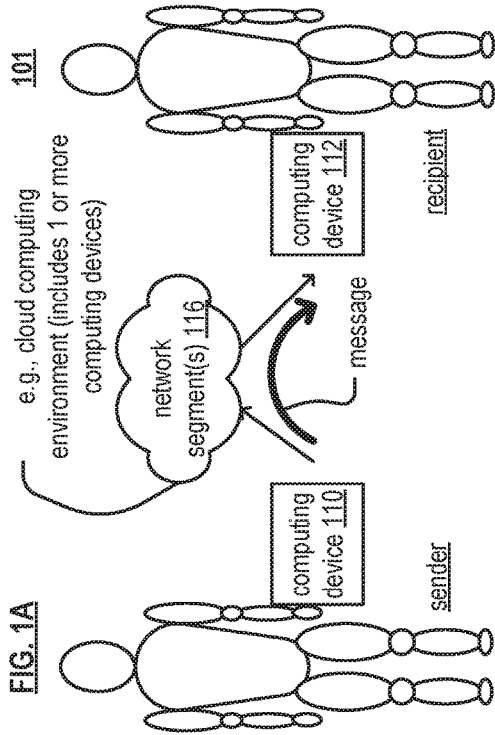 FIG. 1A
101
e.g., cloud computing
environment (includes 1 or more
computing devices)
network
segment(s) 116
computing
device 110
computing
device 112
message
sender
recipient